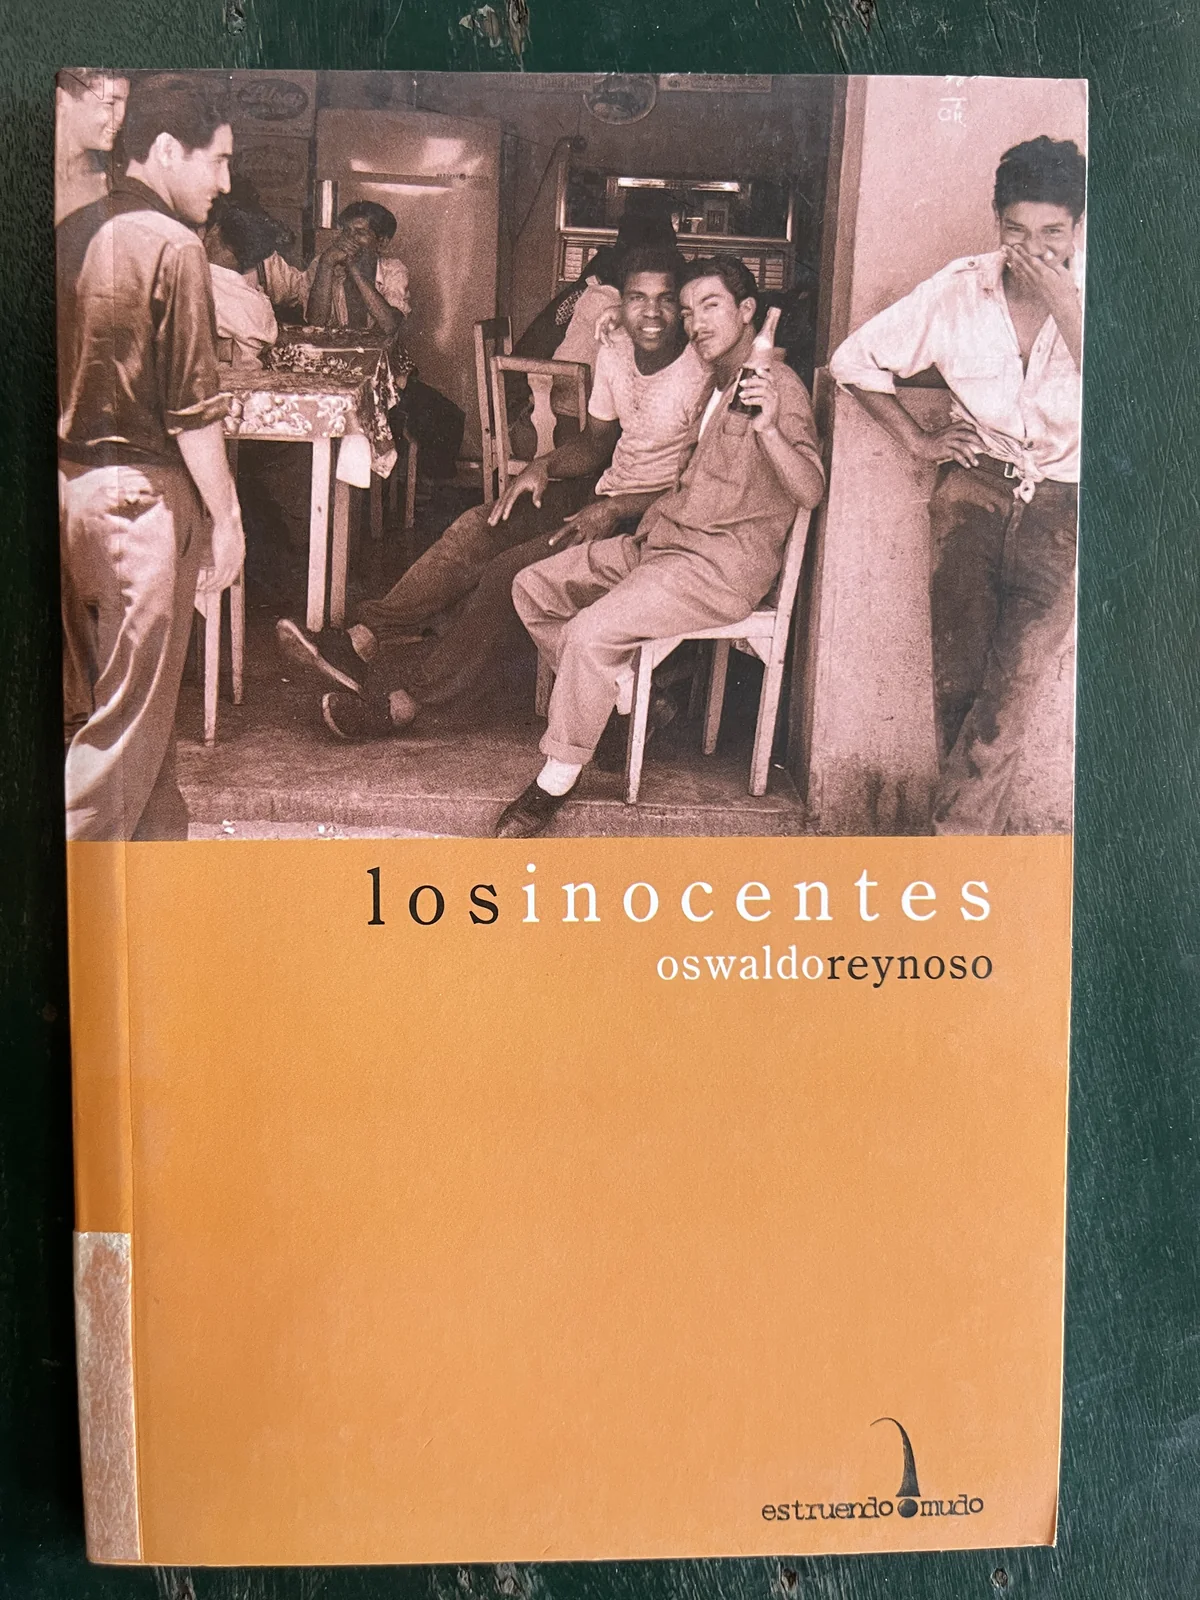 losinocentes
oswaldoreynoso
estruendo mudo